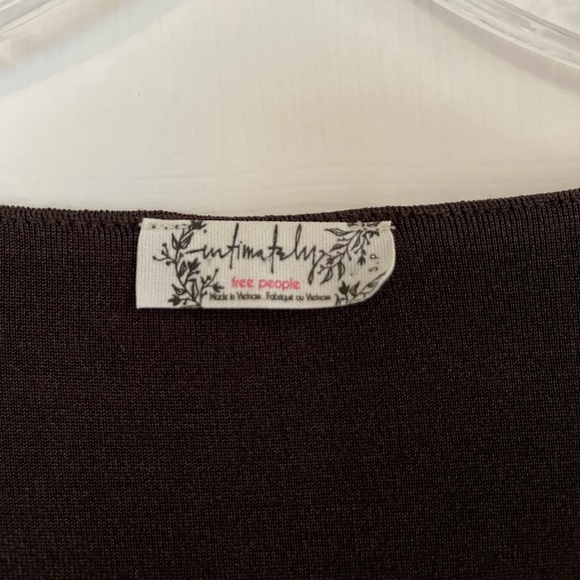 intimately
free people
Made in Vietnam . Fabriqué au Vietnam
S P